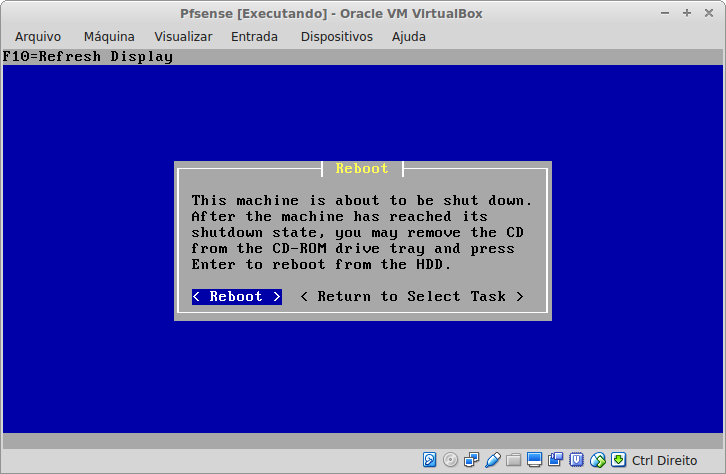 Pfsense [Executando] - Oracle VM VirtualBox
Arquivo Máquina Visualizar Entrada Dispositivos Ajuda
F10=Refresh Display
Reboot
This machine is about to be shut down.
After the machine has reached its
shutdown state, you may remove the CD
from the CD-ROM drive tray and press
Enter to reboot from the HDD.
< Reboot > < Return to Select Task >
Ctrl Direito